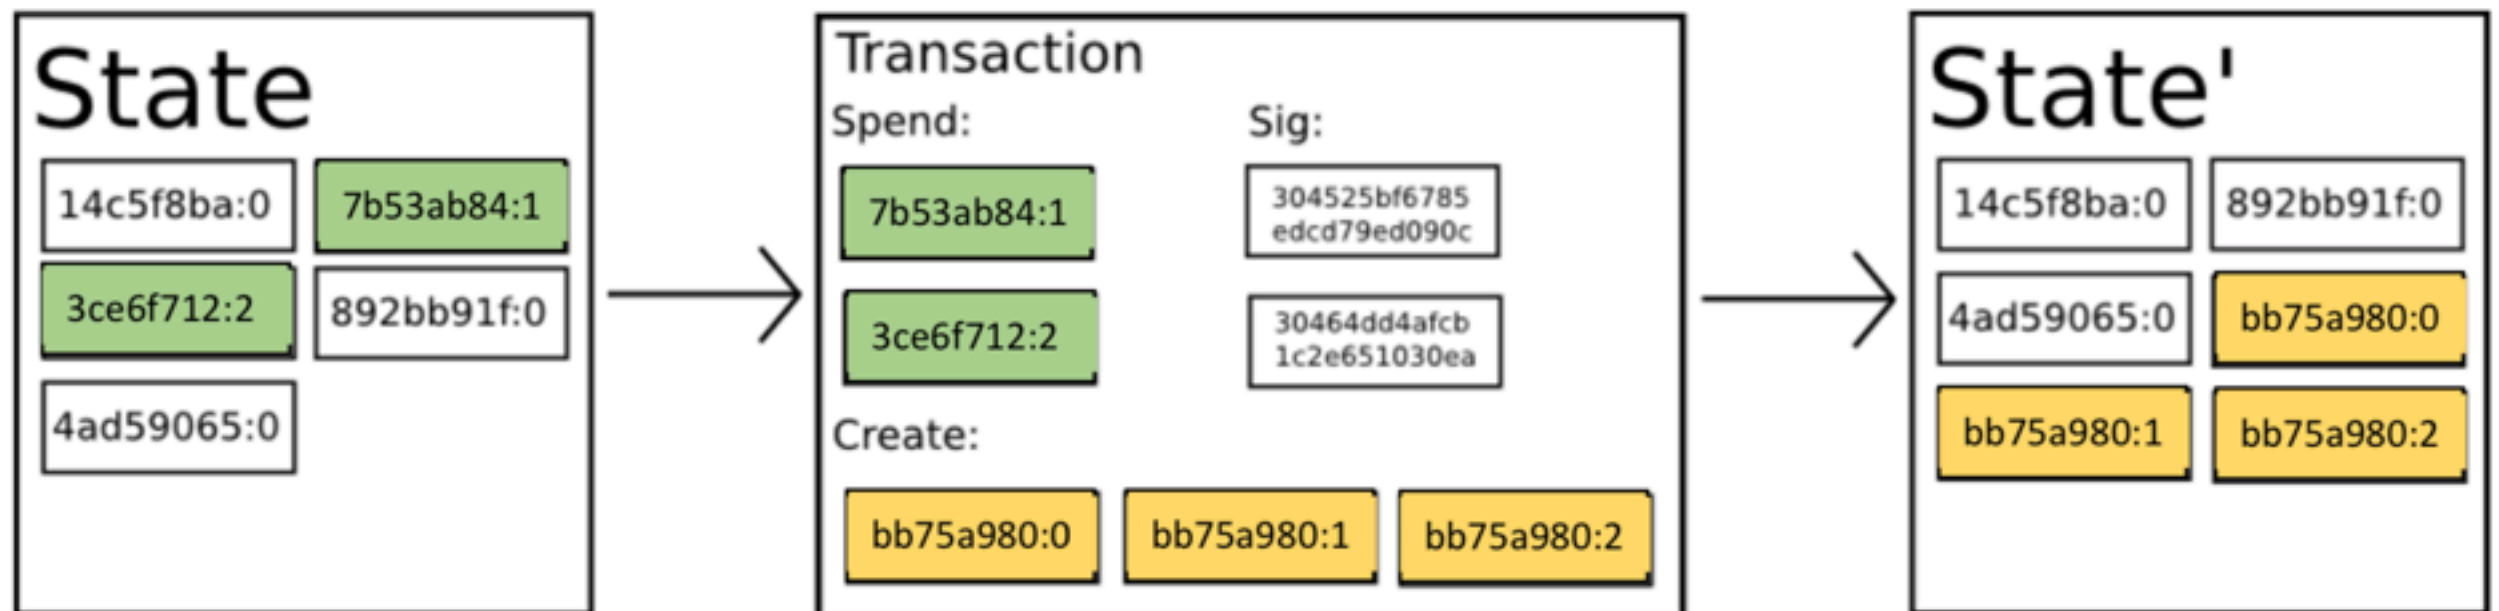 State
14c5f8ba:0 7b53ab84:1
3ce6f712:2 892bb91f:0
4ad59065:0
Transaction
Spend: Sig:
7b53ab84:1
304525bf6785
edcd79ed090c
3ce6f712:2
30464dd4afcb
1c2e651030ea
Create:
bb75a980:0 bb75a980:1 bb75a980:2
State'
14c5f8ba:0 892bb91f:0
4ad59065:0 bb75a980:0
bb75a980:1 bb75a980:2